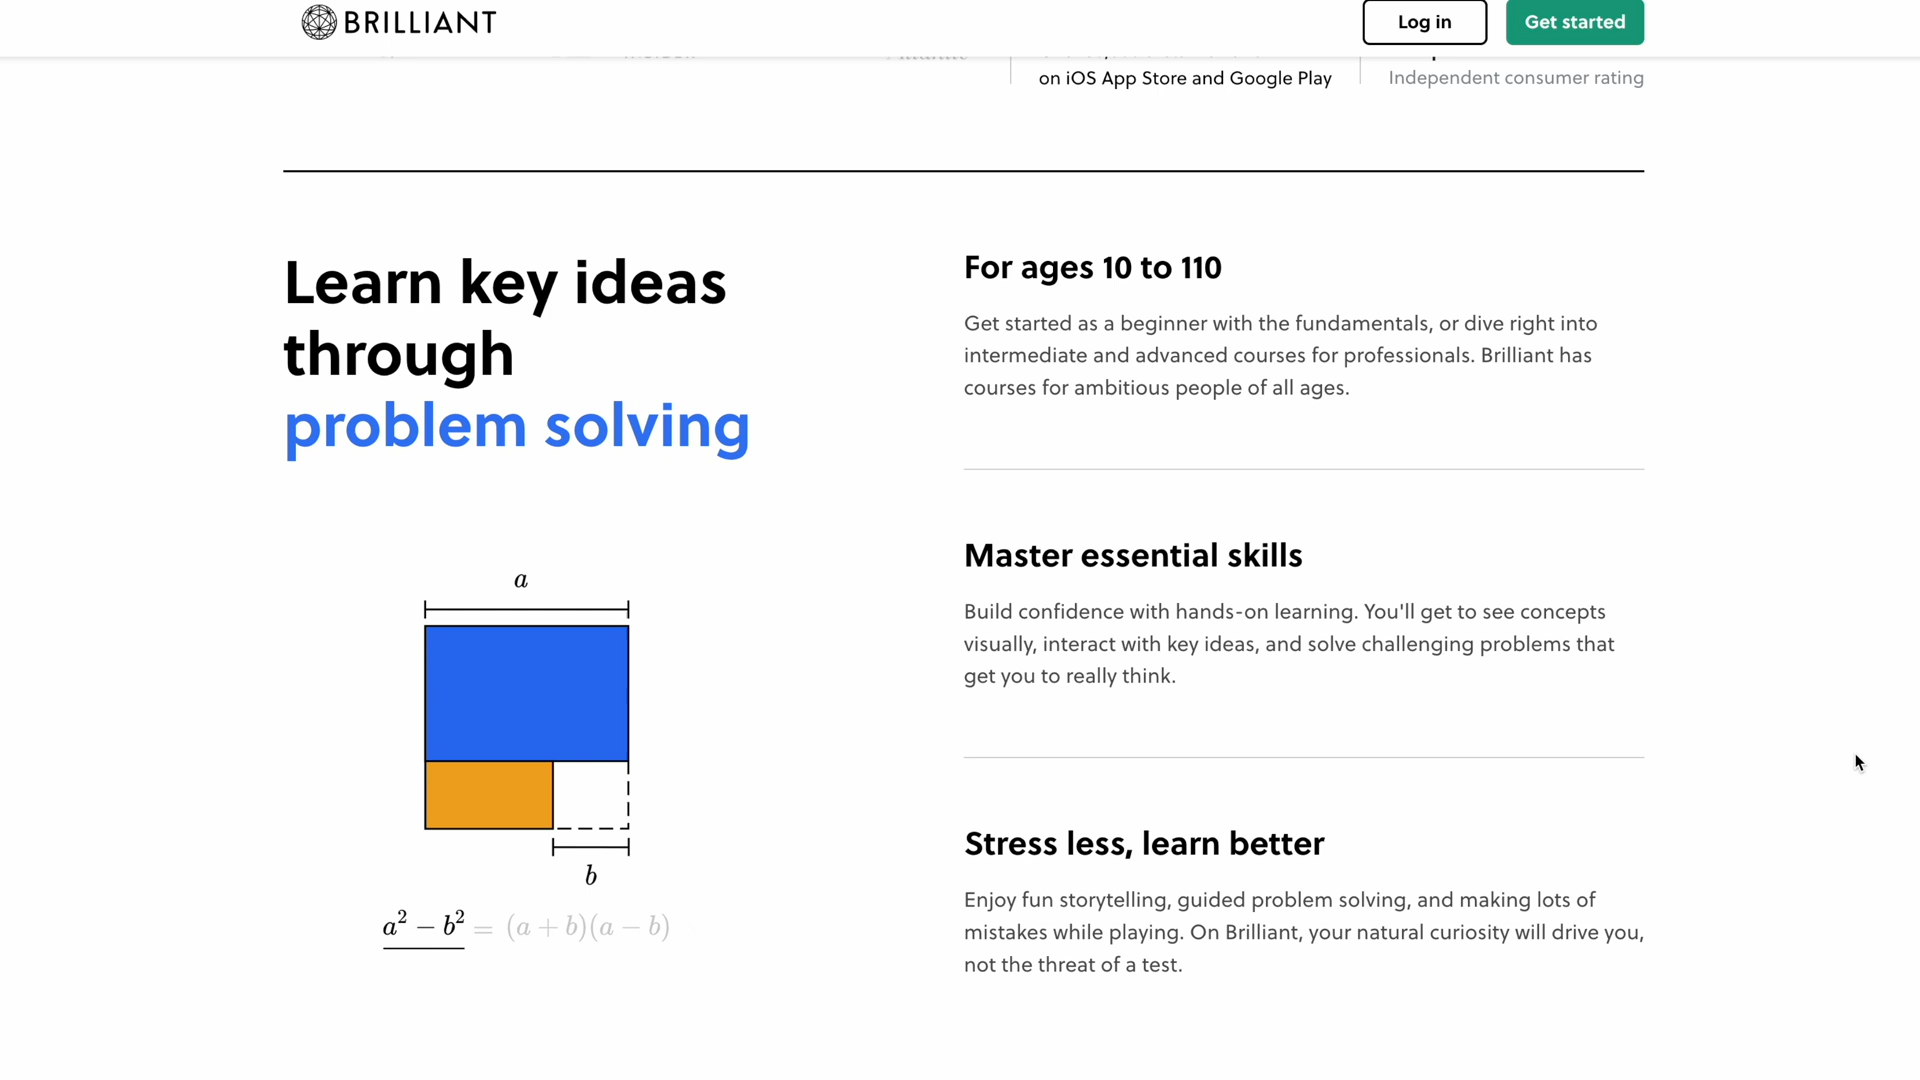 BRILLIANT
Log in
Get started
on iOS App Store and Google Play
Independent consumer rating
Learn key ideas
through
problem solving
a
b
a² − b² = (a + b)(a − b)
For ages 10 to 110
Get started as a beginner with the fundamentals, or dive right into
intermediate and advanced courses for professionals. Brilliant has
courses for ambitious people of all ages.
Master essential skills
Build confidence with hands-on learning. You'll get to see concepts
visually, interact with key ideas, and solve challenging problems that
get you to really think.
Stress less, learn better
Enjoy fun storytelling, guided problem solving, and making lots of
mistakes while playing. On Brilliant, your natural curiosity will drive you,
not the threat of a test.